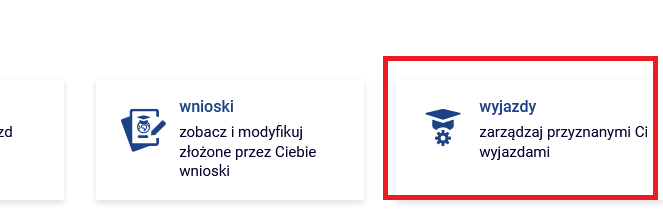 wnioski
zobacz i modyfikuj
złożone przez Ciebie
wnioski
wyjazdy
zarządzaj przyznanymi Ci
wyjazdami